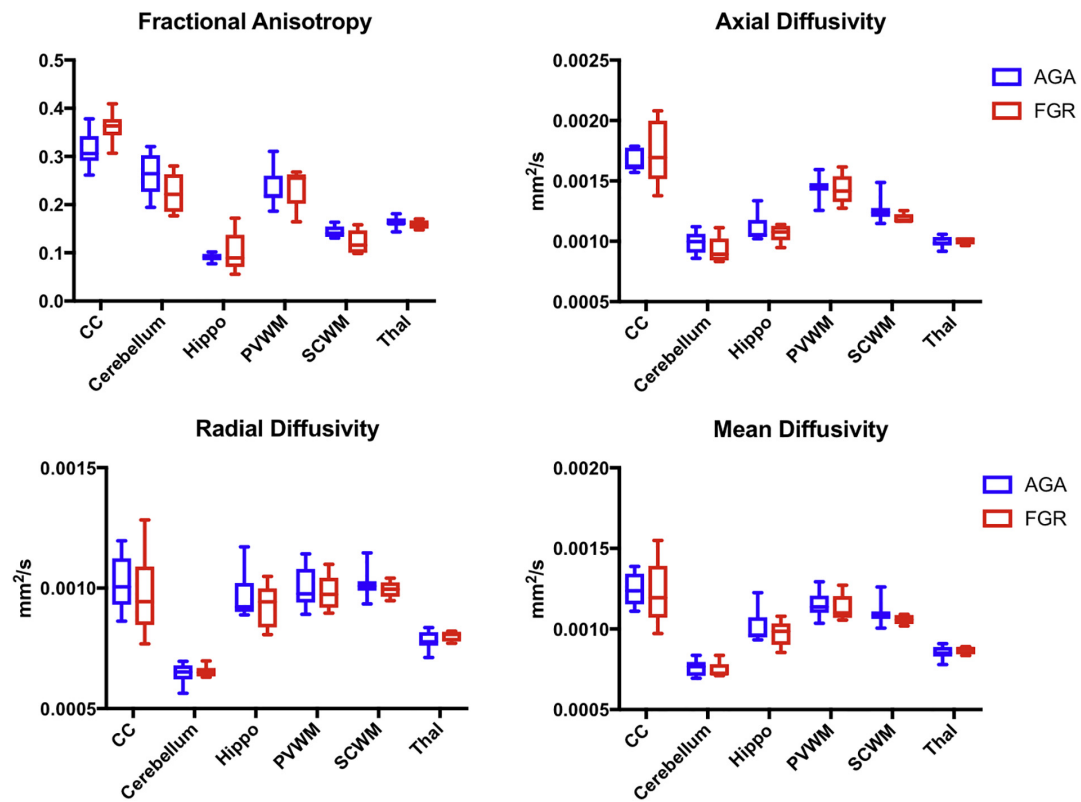 Fractional Anisotropy
0.5
0.4
0.3
0.2
0.1
0.0
CC
Cerebellum
Hippo
PVWM
SCWM
Thal
Axial Diffusivity
mm²/s
0.0025
0.0020
0.0015
0.0010
0.0005
CC
Cerebellum
Hippo
PVWM
SCWM
Thal
AGA
FGR
Radial Diffusivity
mm²/s
0.0015
0.0010
0.0005
CC
Cerebellum
Hippo
PVWM
SCWM
Thal
Mean Diffusivity
mm²/s
0.0020
0.0015
0.0010
0.0005
CC
Cerebellum
Hippo
PVWM
SCWM
Thal
AGA
FGR